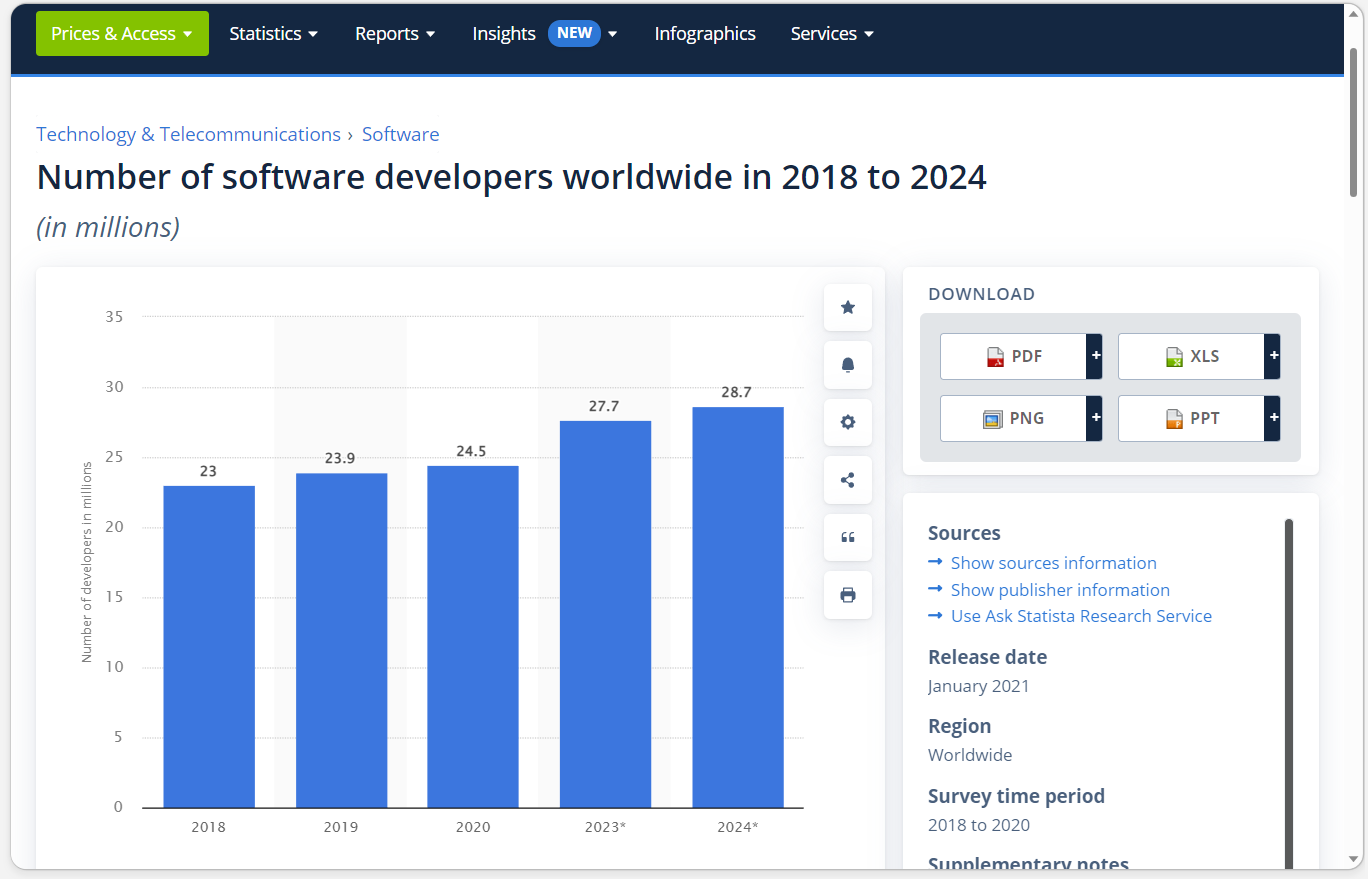 Prices & Access Statistics Reports Insights NEW Infographics Services
Technology & Telecommunications › Software
Number of software developers worldwide in 2018 to 2024
(in millions)
35
30
25
20
15
10
5
0
Number of developers in millions
23
23.9
24.5
27.7
28.7
2018 2019 2020 2023* 2024*
DOWNLOAD
PDF + XLS +
PNG + PPT +
Sources
→ Show sources information
→ Show publisher information
→ Use Ask Statista Research Service
Release date
January 2021
Region
Worldwide
Survey time period
2018 to 2020
Supplementary notes